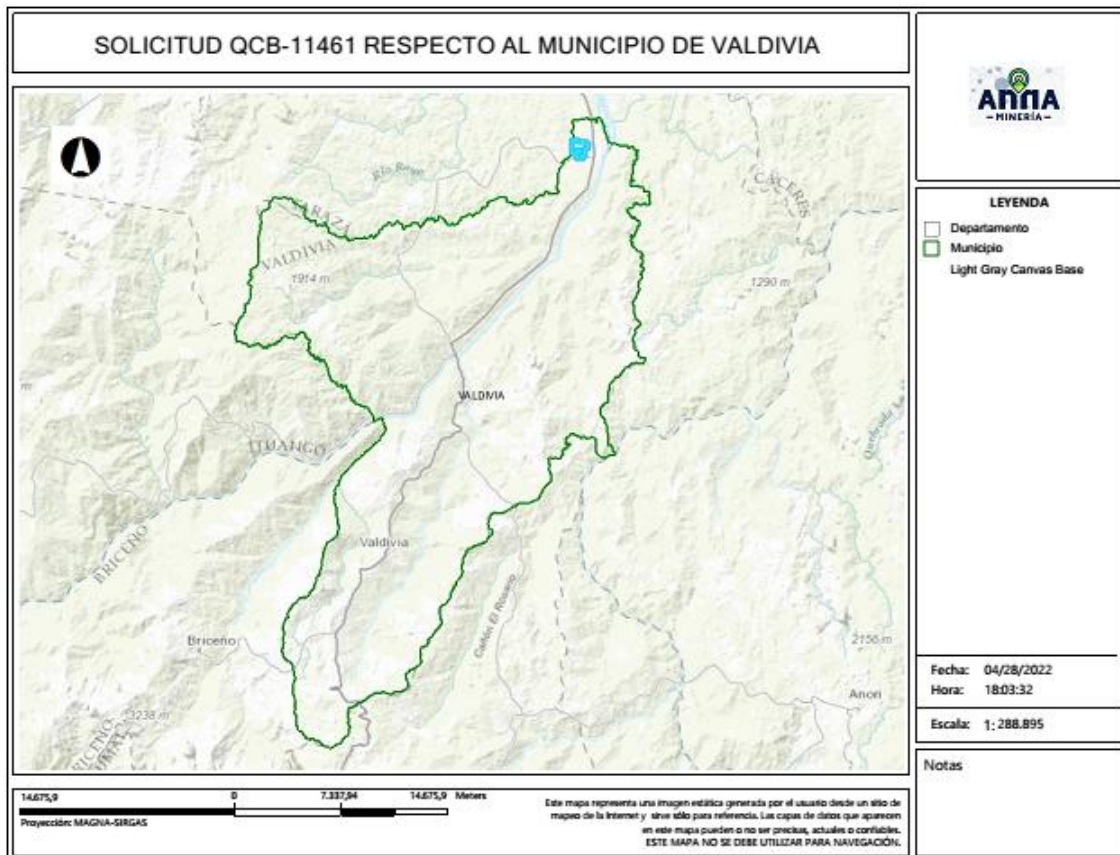 SOLICITUD QCB-11461 RESPECTO AL MUNICIPIO DE VALDIVIA
ANNA
-MINERÍA-
LEYENDA
Departamento
Municipio
Light Gray Canvas Base
CÁCERES
TARAZÁ
VALDIVIA
1914 m
1290 m
VALDIVIA
ITUANGO
BRICEÑO
Valdivia
Cañón El Rosario
Briceño
2156 m
Anorí
3238 m
BRICEÑO
Fecha: 04/28/2022
Hora: 18:03:32
Escala: 1: 288.895
Notas
14.675,9 0 7.337,94 14.675,9 Meters
Proyección: MAGNA-SIRGAS
Este mapa representa una imagen estática generada por el usuario desde un sitio de
mapeo de la Internet y sirve sólo para referencia. Las capas de datos que aparecen
en este mapa pueden o no ser precisas, actuales o confiables.
ESTE MAPA NO SE DEBE UTILIZAR PARA NAVEGACIÓN.